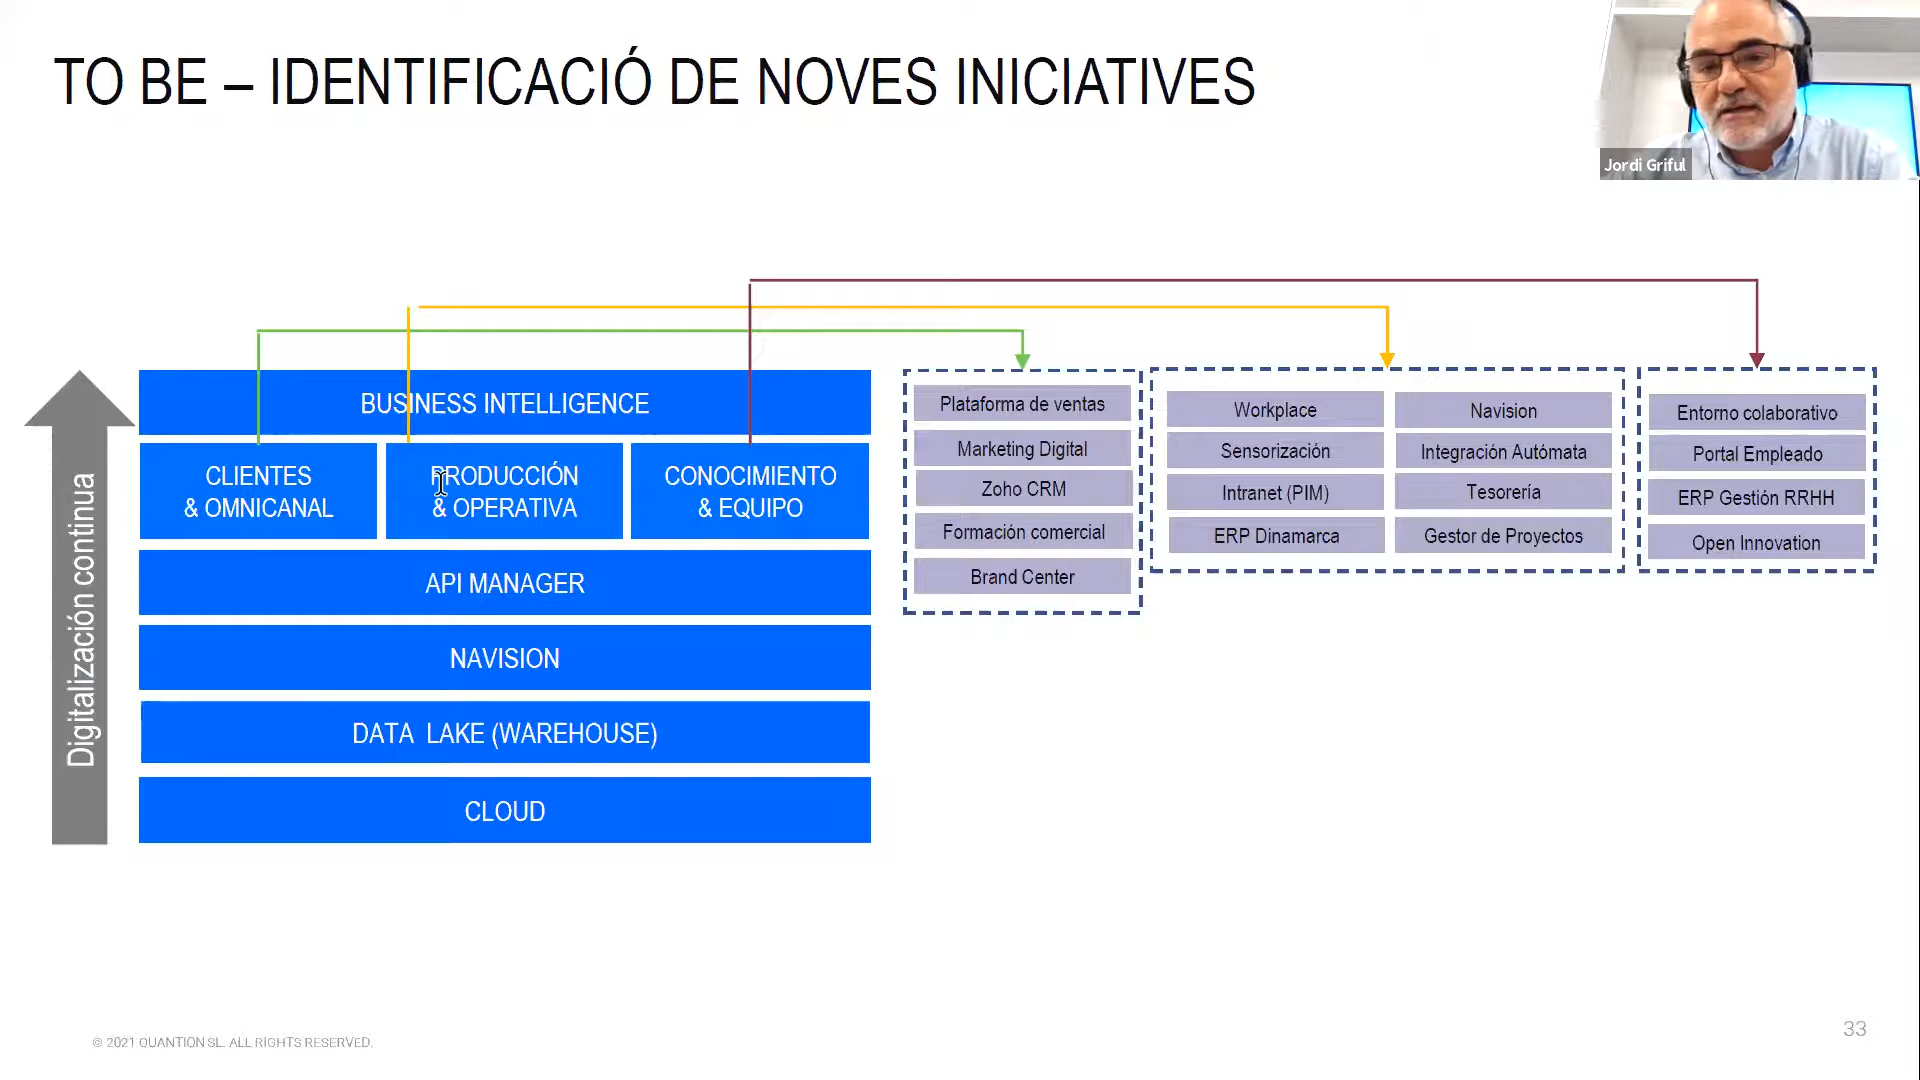 TO BE – IDENTIFICACIÓ DE NOVES INICIATIVES
Jordi Griful
Digitalización continua
BUSINESS INTELLIGENCE
CLIENTES
& OMNICANAL
PRODUCCIÓN
& OPERATIVA
CONOCIMIENTO
& EQUIPO
API MANAGER
NAVISION
DATA LAKE (WAREHOUSE)
CLOUD
Plataforma de ventas
Marketing Digital
Zoho CRM
Formación comercial
Brand Center
Workplace
Sensorización
Intranet (PIM)
ERP Dinamarca
Navision
Integración Autómata
Tesorería
Gestor de Proyectos
Entorno colaborativo
Portal Empleado
ERP Gestión RRHH
Open Innovation
© 2021 QUANTION SL. ALL RIGHTS RESERVED.
33